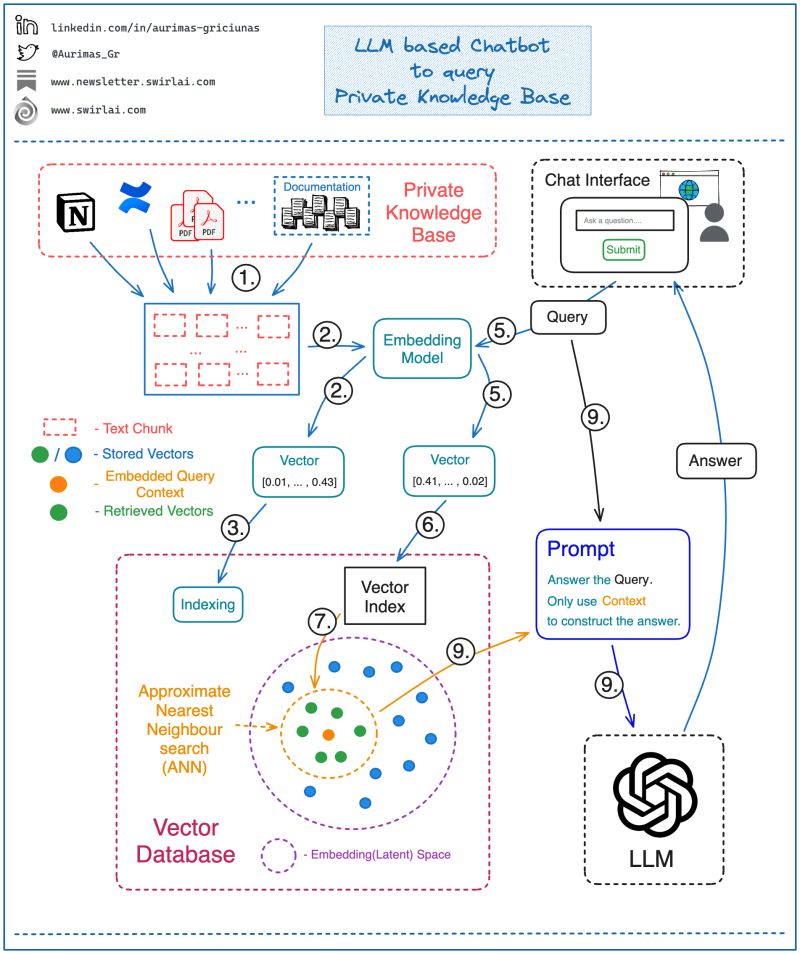 linkedin.com/in/aurimas-griciunas
@Aurimas_Gr
www.newsletter.swirlai.com
www.swirlai.com
LLM based Chatbot
to query
Private Knowledge Base
N
PDF
PDF
...
Documentation
Private
Knowledge
Base
Chat Interface
Ask a question....
Submit
1.
...
...
...
...
2.
Embedding
Model
5.
Query
2.
5.
9.
- Text Chunk
/
- Stored Vectors
- Embedded Query
Context
- Retrieved Vectors
Vector
[0.01, ... , 0.43]
Vector
[0.41, ... , 0.02]
Answer
3.
6.
Prompt
Answer the Query.
Only use Context
to construct the answer.
Indexing
Vector
Index
7.
9.
9.
Approximate
Nearest
Neighbour
search
(ANN)
Vector
Database
- Embedding(Latent) Space
LLM